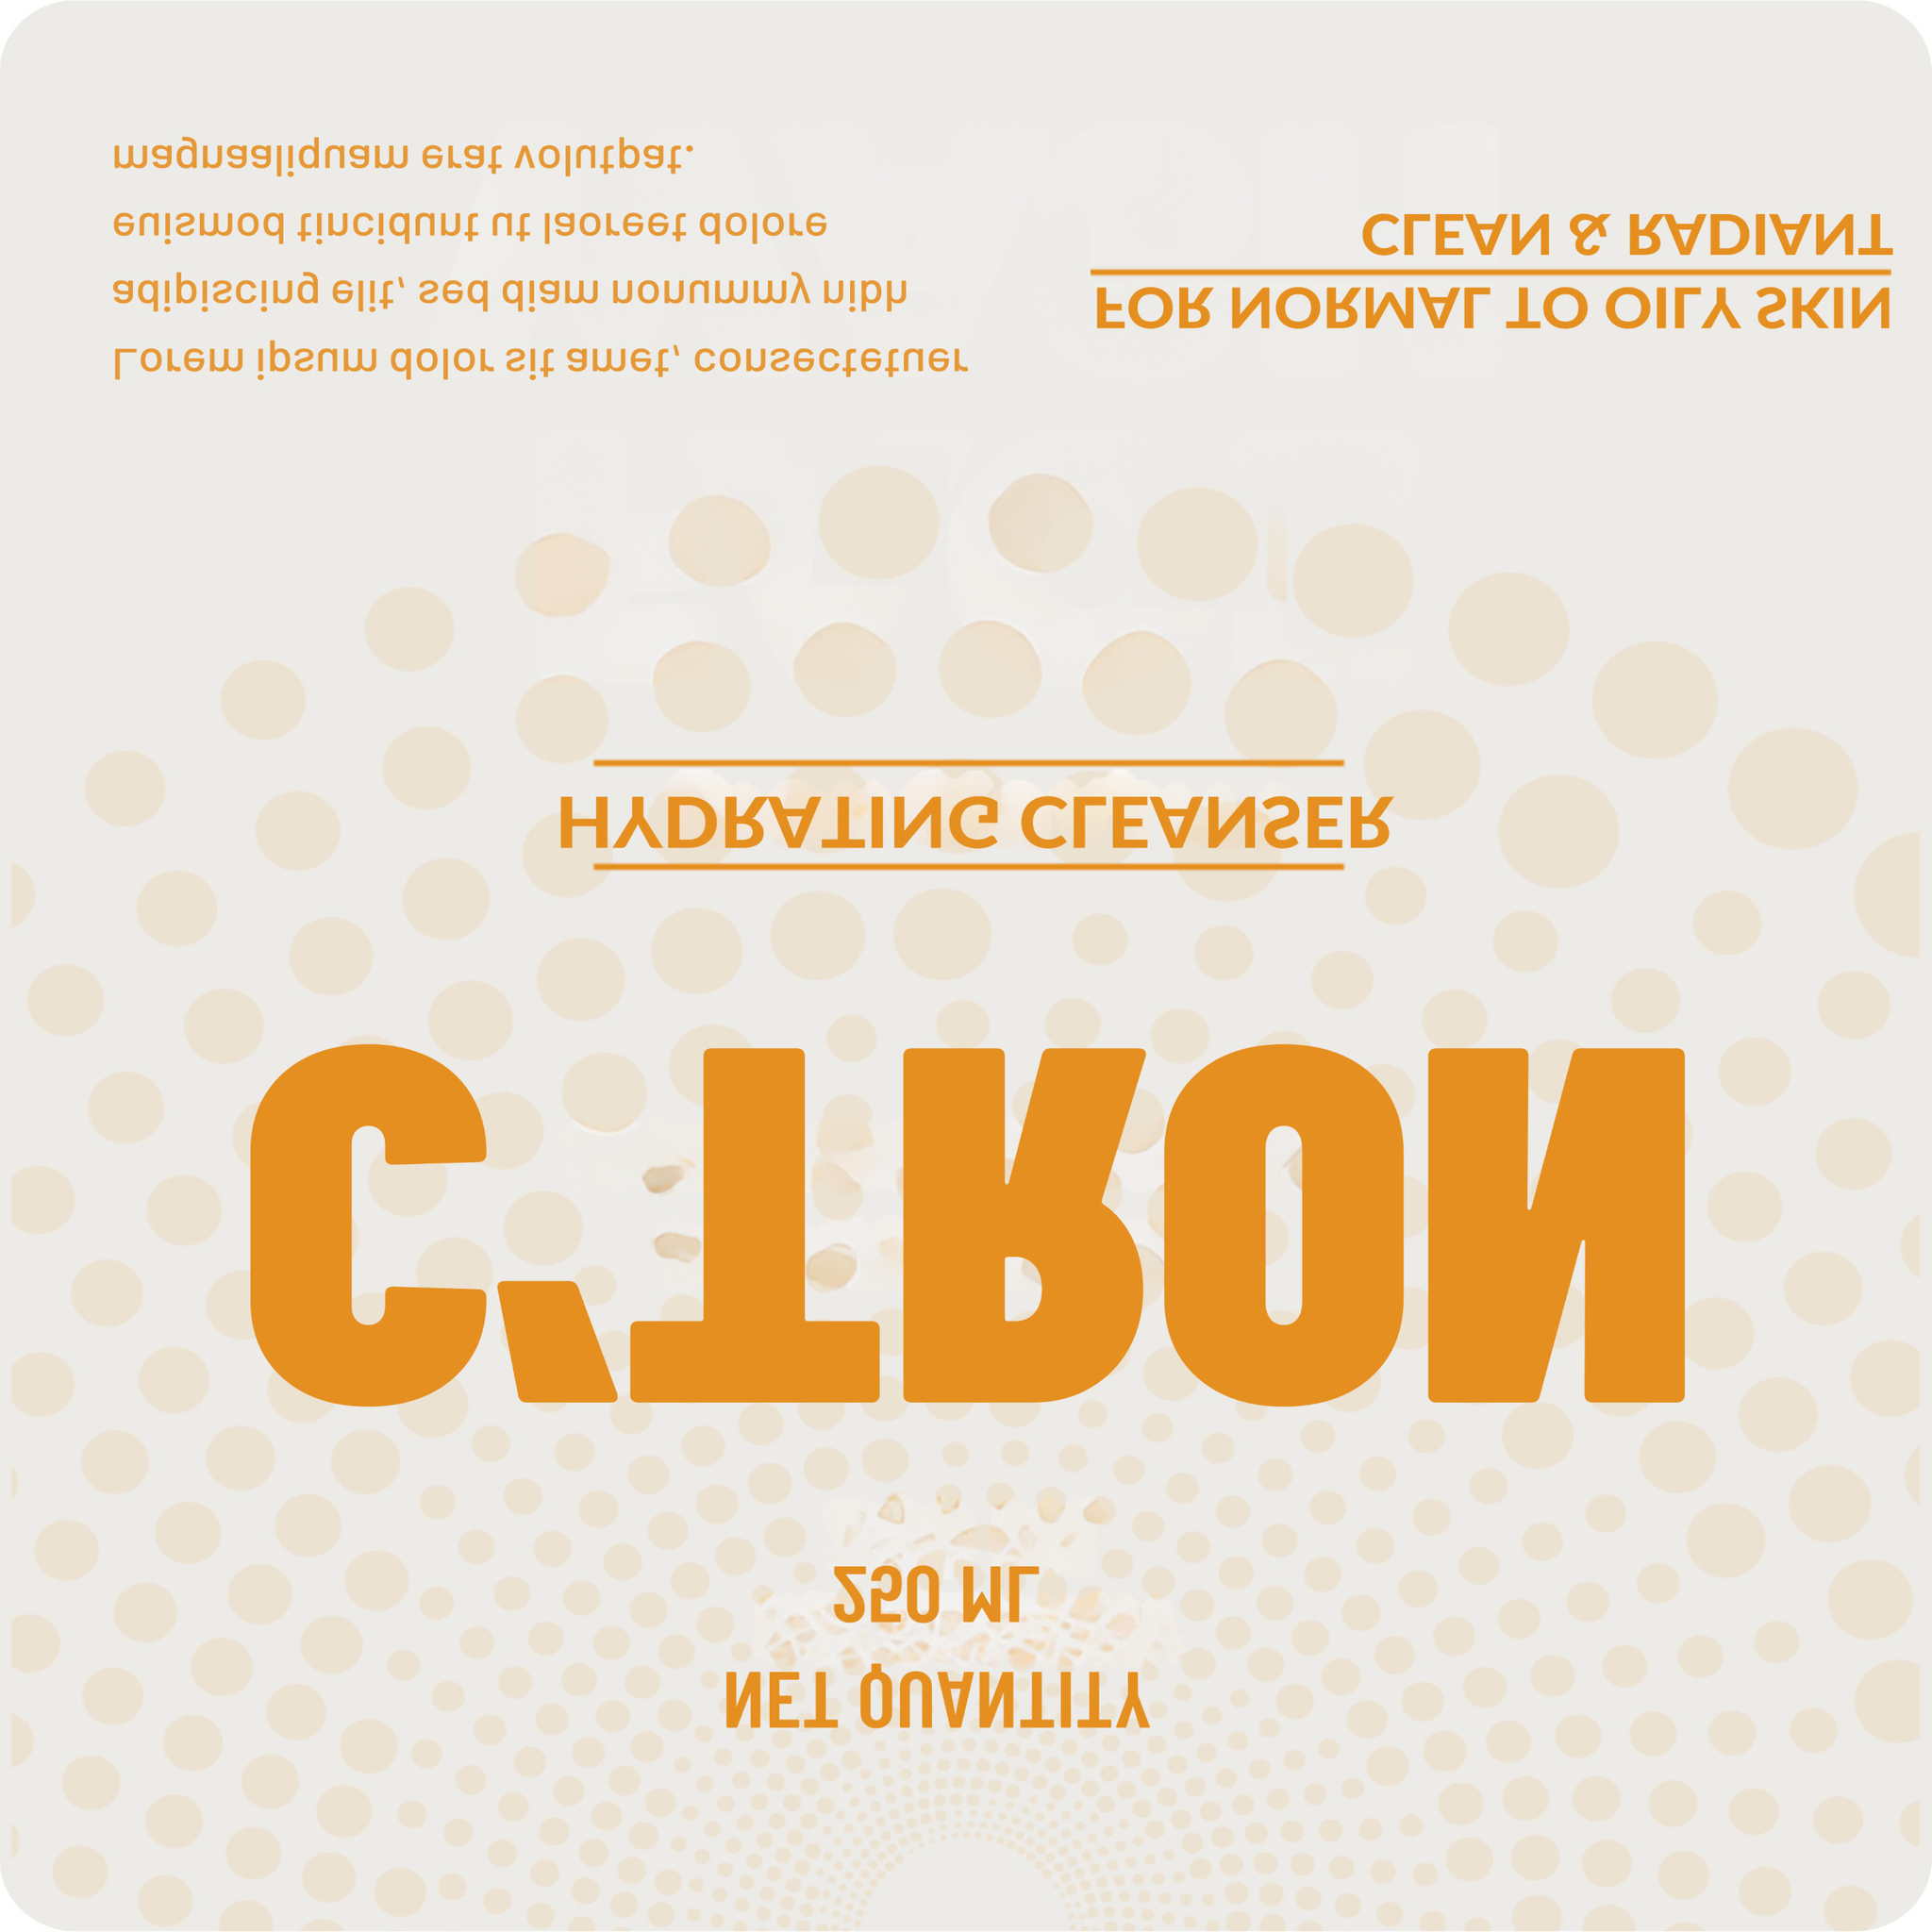 NET QUANTITY
250 ML
C'TRON
HYDRATING CLEANSER
Lorem ipsum dolor sit amet, consectetuer
adipiscing elit, sed diam nonummy nibh
euismod tincidunt ut laoreet dolore
magnaaliquam erat volutpat.
FOR NORMAL TO OILY SKIN
CLEAN & RADIANT